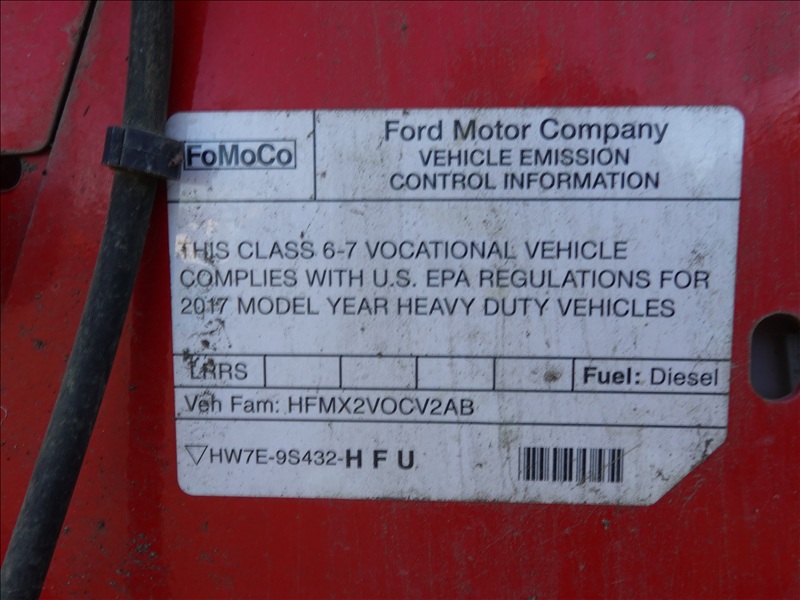 FoMoCo
Ford Motor Company
VEHICLE EMISSION
CONTROL INFORMATION
THIS CLASS 6-7 VOCATIONAL VEHICLE
COMPLIES WITH U.S. EPA REGULATIONS FOR
2017 MODEL YEAR HEAVY DUTY VEHICLES
LRRS Fuel: Diesel
Veh Fam: HFMX2VOCV2AB
▽HW7E-9S432-HFU